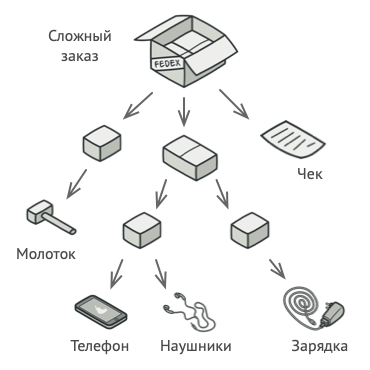 Сложный
заказ
FEDEX
Чек
Молоток
Телефон
Наушники
Зарядка